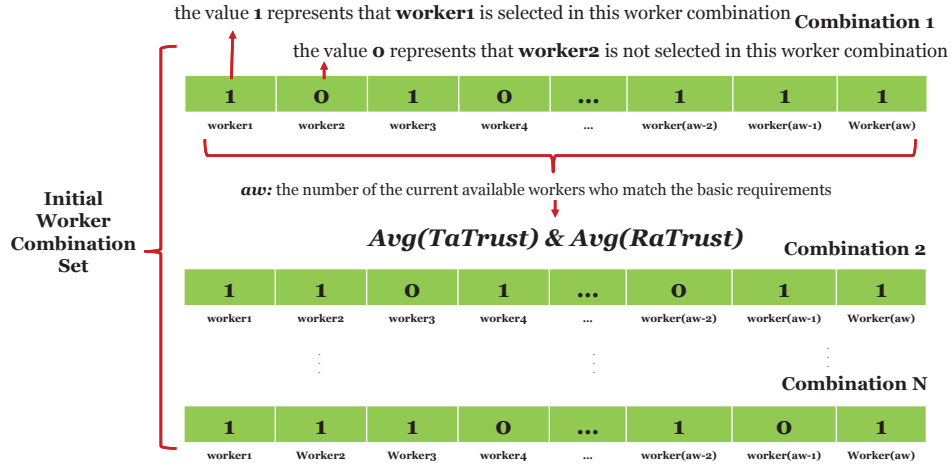 the value 1 represents that worker1 is selected in this worker combination
Combination 1
the value 0 represents that worker2 is not selected in this worker combination
1 0 1 0 ... 1 1 1
worker1 worker2 worker3 worker4 ... worker(aw-2) worker(aw-1) Worker(aw)
aw: the number of the current available workers who match the basic requirements
Initial
Worker
Combination
Set
Avg(TaTrust) & Avg(RaTrust)
Combination 2
1 1 0 1 ... 0 1 1
worker1 worker2 worker3 worker4 ... worker(aw-2) worker(aw-1) Worker(aw)
Combination N
1 1 1 0 ... 1 0 1
worker1 Worker2 Worker3 worker4 ... worker(aw-2) worker(aw-1) Worker(aw)